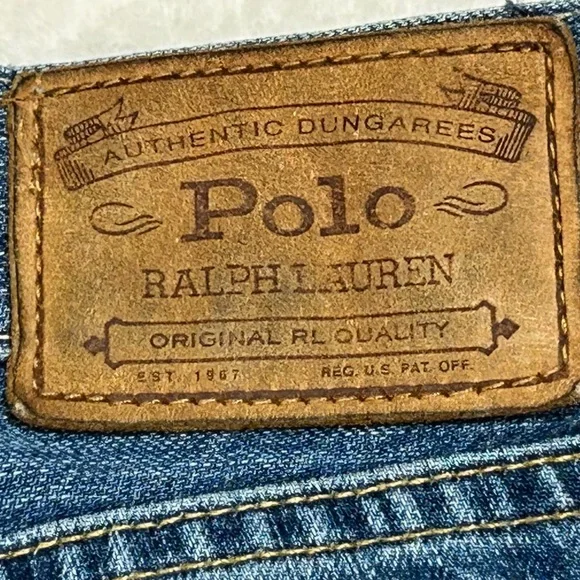 AUTHENTIC DUNGAREES
Polo
RALPH LAUREN
ORIGINAL RL QUALITY
EST. 1967 REG. U.S. PAT. OFF.